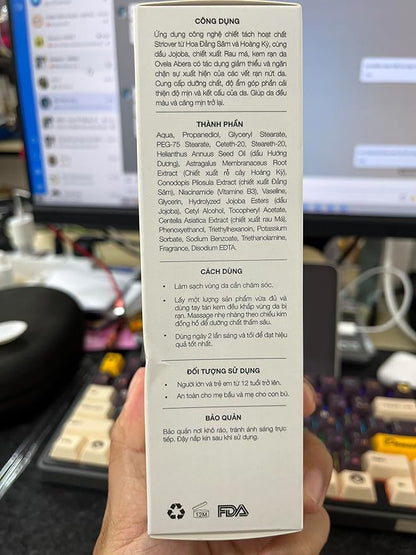 CÔNG DỤNG
Ứng dụng công nghệ chiết tách hoạt chất
Striover từ Hoa Đẳng Sâm và Hoàng Kỳ, cùng
dầu Jojoba, chiết xuất Rau má, kem rạn da
Ovela Abera có tác dụng giảm thiểu và ngăn
chặn sự xuất hiện của các vết rạn nứt da.
Cung cấp dưỡng chất, độ ẩm góp phần cải
thiện độ mịn và kết cấu của da. Giúp da đều
màu và căng mịn trở lại.
THÀNH PHẦN
Aqua, Propanediol, Glyceryl Stearate,
PEG-75 Stearate, Ceteth-20, Steareth-20,
Helianthus Annuus Seed Oil (dầu Hướng
Dương), Astragalus Membranaceus Root
Extract (Chiết xuất rễ cây Hoàng Kỳ),
Conodopis Pliosula Extract (chiết xuất Đẳng
Sâm), Niacinamide (Vitamine B3), Vaseline,
Glycerin, Hydrolyzed Jojoba Esters (dầu
Jojoba), Cetyl Alcohol, Tocopheryl Acetate,
Centella Asiatica Extract (chiết xuất rau Má),
Phenoxyethanol, Triethylhexanoin, Potassium
Sorbate, Sodium Benzoate, Triethanolamine,
Fragrance, Disodium EDTA.
CÁCH DÙNG
• Làm sạch vùng da cần chăm sóc.
• Lấy một lượng sản phẩm vừa đủ và
dùng tay tán kem đều khắp vùng da bị
rạn. Massage nhẹ nhàng theo chiều kim
đồng hồ để dưỡng chất thấm sâu.
• Dùng ngày 2 lần sáng và tối để đạt hiệu
quả tốt nhất.
ĐỐI TƯỢNG SỬ DỤNG
• Người lớn và trẻ em từ 12 tuổi trở lên.
• An toàn cho mẹ bầu và mẹ cho con bú.
BẢO QUẢN
Bảo quản nơi khô ráo, tránh ánh sáng trực
tiếp. Đậy nắp kín sau khi sử dụng.
12M FDA